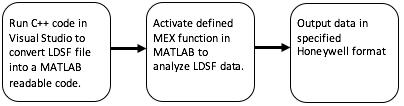 Run C++ code in
Visual Studio to
convert LDSF file
into a MATLAB
readable code.
Activate defined
MEX function in
MATLAB to
analyze LDSF data.
Output data in
specified
Honeywell format